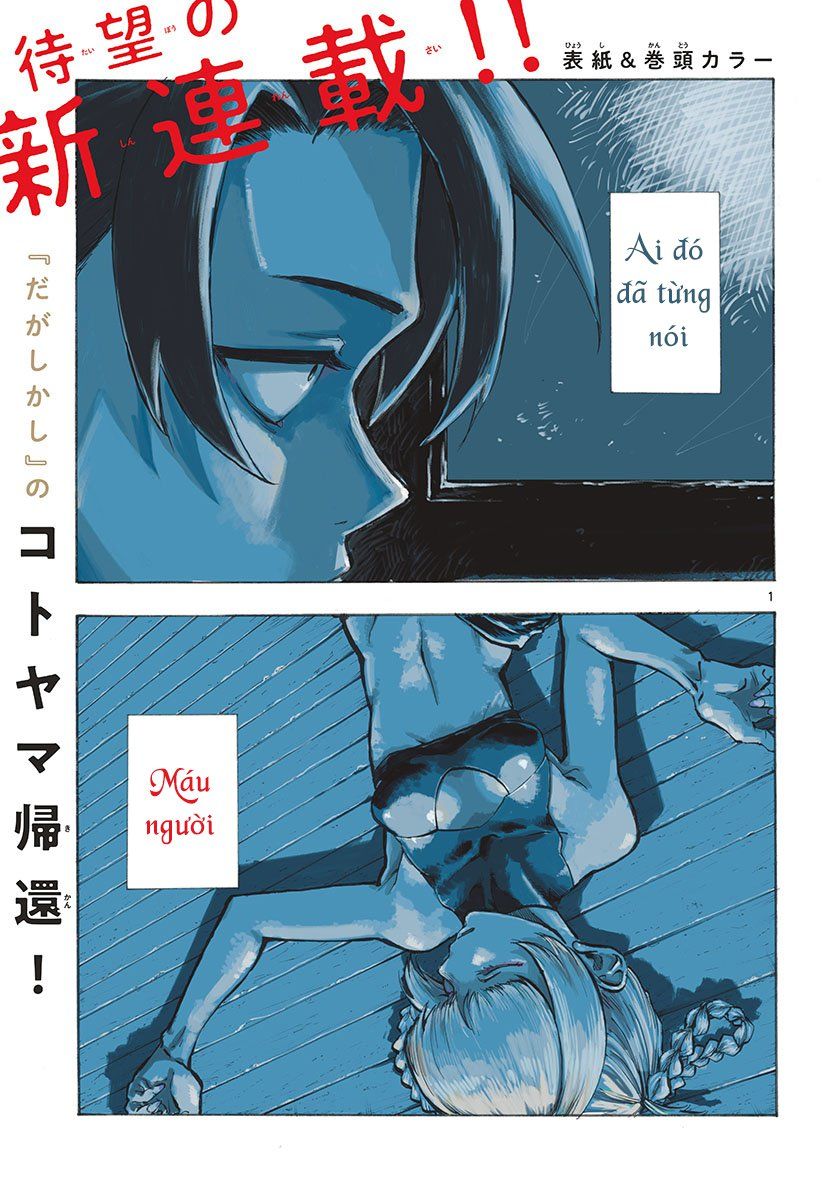 待望の
新連載!!
表紙&巻頭カラー
『だがしかし』の
コトヤマ帰還!
Ai đó
đã từng
nói
1
Máu
người